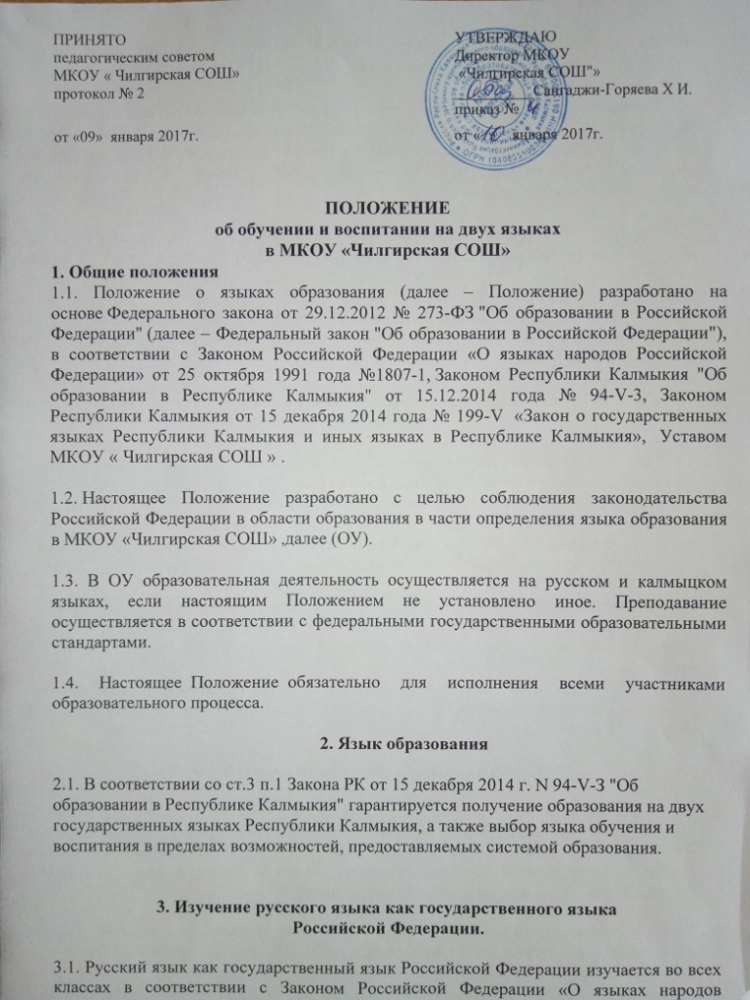 ПРИНЯТО
педагогическим советом
МКОУ « Чилгирская СОШ»
протокол № 2
от «09» января 2017г.
УТВЕРЖДАЮ
Директор МКОУ
«Чилгирская СОШ"»
Сангаджи-Горяева Х И.
приказ № 4
от «10 января 2017г.
ПОЛОЖЕНИЕ
об обучении и воспитании на двух языках
в МКОУ «Чилгирская СОШ»
1. Общие положения
1.1. Положение о языках образования (далее – Положение) разработано на
основе Федерального закона от 29.12.2012 № 273-ФЗ "Об образовании в Российской
Федерации" (далее – Федеральный закон "Об образовании в Российской Федерации"),
в соответствии с Законом Российской Федерации «О языках народов Российской
Федерации» от 25 октября 1991 года №1807-1, Законом Республики Калмыкия "Об
образовании в Республике Калмыкия" от 15.12.2014 года № 94-V-3, Законом
Республики Калмыкия от 15 декабря 2014 года № 199-V «Закон о государственных
языках Республики Калмыкия и иных языках в Республике Калмыкия», Уставом
МКОУ « Чилгирская СОШ » .
1.2. Настоящее Положение разработано с целью соблюдения законодательства
Российской Федерации в области образования в части определения языка образования
в МКОУ «Чилгирская СОШ» ,далее (ОУ).
1.3. В ОУ образовательная деятельность осуществляется на русском и калмыцком
языках, если настоящим Положением не установлено иное. Преподавание
осуществляется в соответствии с федеральными государственными образовательными
стандартами.
1.4. Настоящее Положение обязательно для исполнения всеми участниками
образовательного процесса.
2. Язык образования
2.1. В соответствии со ст.3 п.1 Закона РК от 15 декабря 2014 г. N 94-V-З "Об
образовании в Республике Калмыкия" гарантируется получение образования на двух
государственных языках Республики Калмыкия, а также выбор языка обучения и
воспитания в пределах возможностей, предоставляемых системой образования.
3. Изучение русского языка как государственного языка
Российской Федерации.
3.1. Русский язык как государственный язык Российской Федерации изучается во всех
классах в соответствии с Законом Российской Федерации «О языках народов